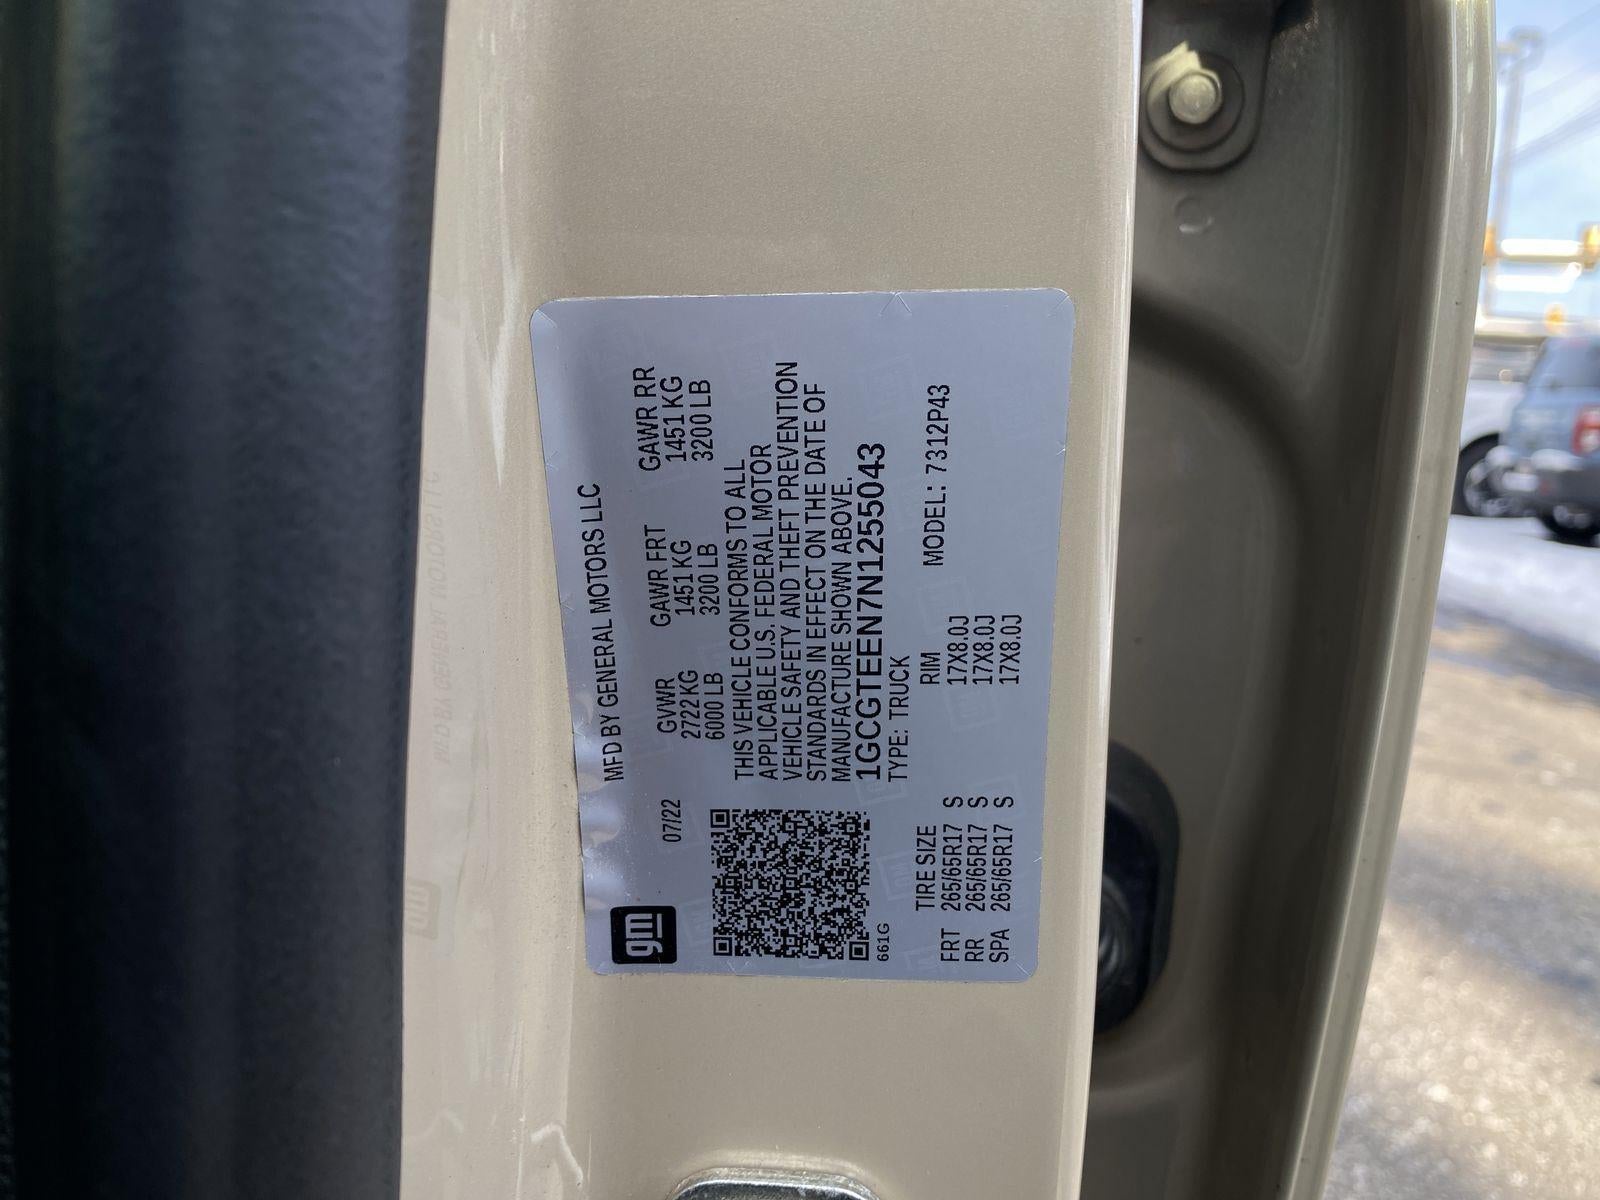 gm
MFD BY GENERAL MOTORS LLC
07/22
GVWR GAWR FRT GAWR RR
2722 KG 1451 KG 1451 KG
6000 LB 3200 LB 3200 LB
THIS VEHICLE CONFORMS TO ALL
APPLICABLE U.S. FEDERAL MOTOR
VEHICLE SAFETY AND THEFT PREVENTION
STANDARDS IN EFFECT ON THE DATE OF
MANUFACTURE SHOWN ABOVE.
1GCGTEEN7N1255043
661G
TYPE: TRUCK
MODEL: 7312P43
TIRE SIZE RIM
FRT 265/65R17 S 17X8.0J
RR 265/65R17 S 17X8.0J
SPA 265/65R17 S 17X8.0J